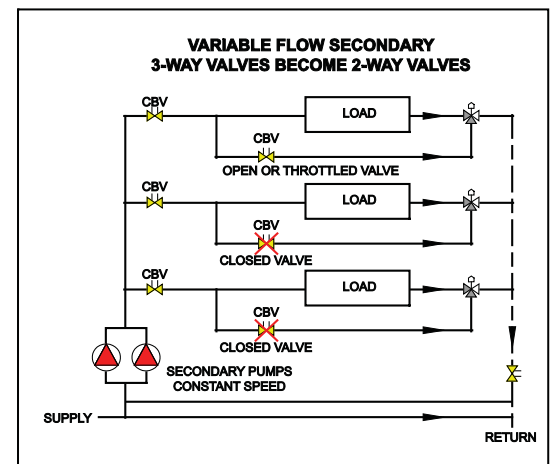 VARIABLE FLOW SECONDARY
3-WAY VALVES BECOME 2-WAY VALVES
CBV
LOAD
CBV
OPEN OR THROTTLED VALVE
CBV
LOAD
CBV
CLOSED VALVE
CBV
LOAD
CBV
CLOSED VALVE
SECONDARY PUMPS
CONSTANT SPEED
SUPPLY
RETURN